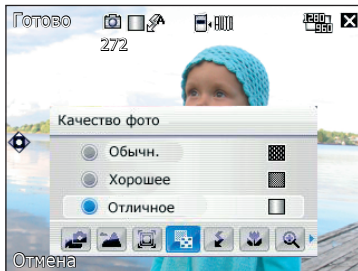 Готово
1280
960
272
Качество фото
Обычн.
Хорошее
Отличное
Отмена